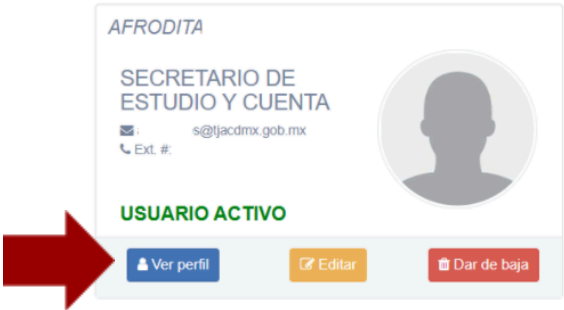 AFRODITA
SECRETARIO DE
ESTUDIO Y CUENTA
s@tjacdmx.gob.mx
Ext. #:
USUARIO ACTIVO
Ver perfil
Editar
Dar de baja